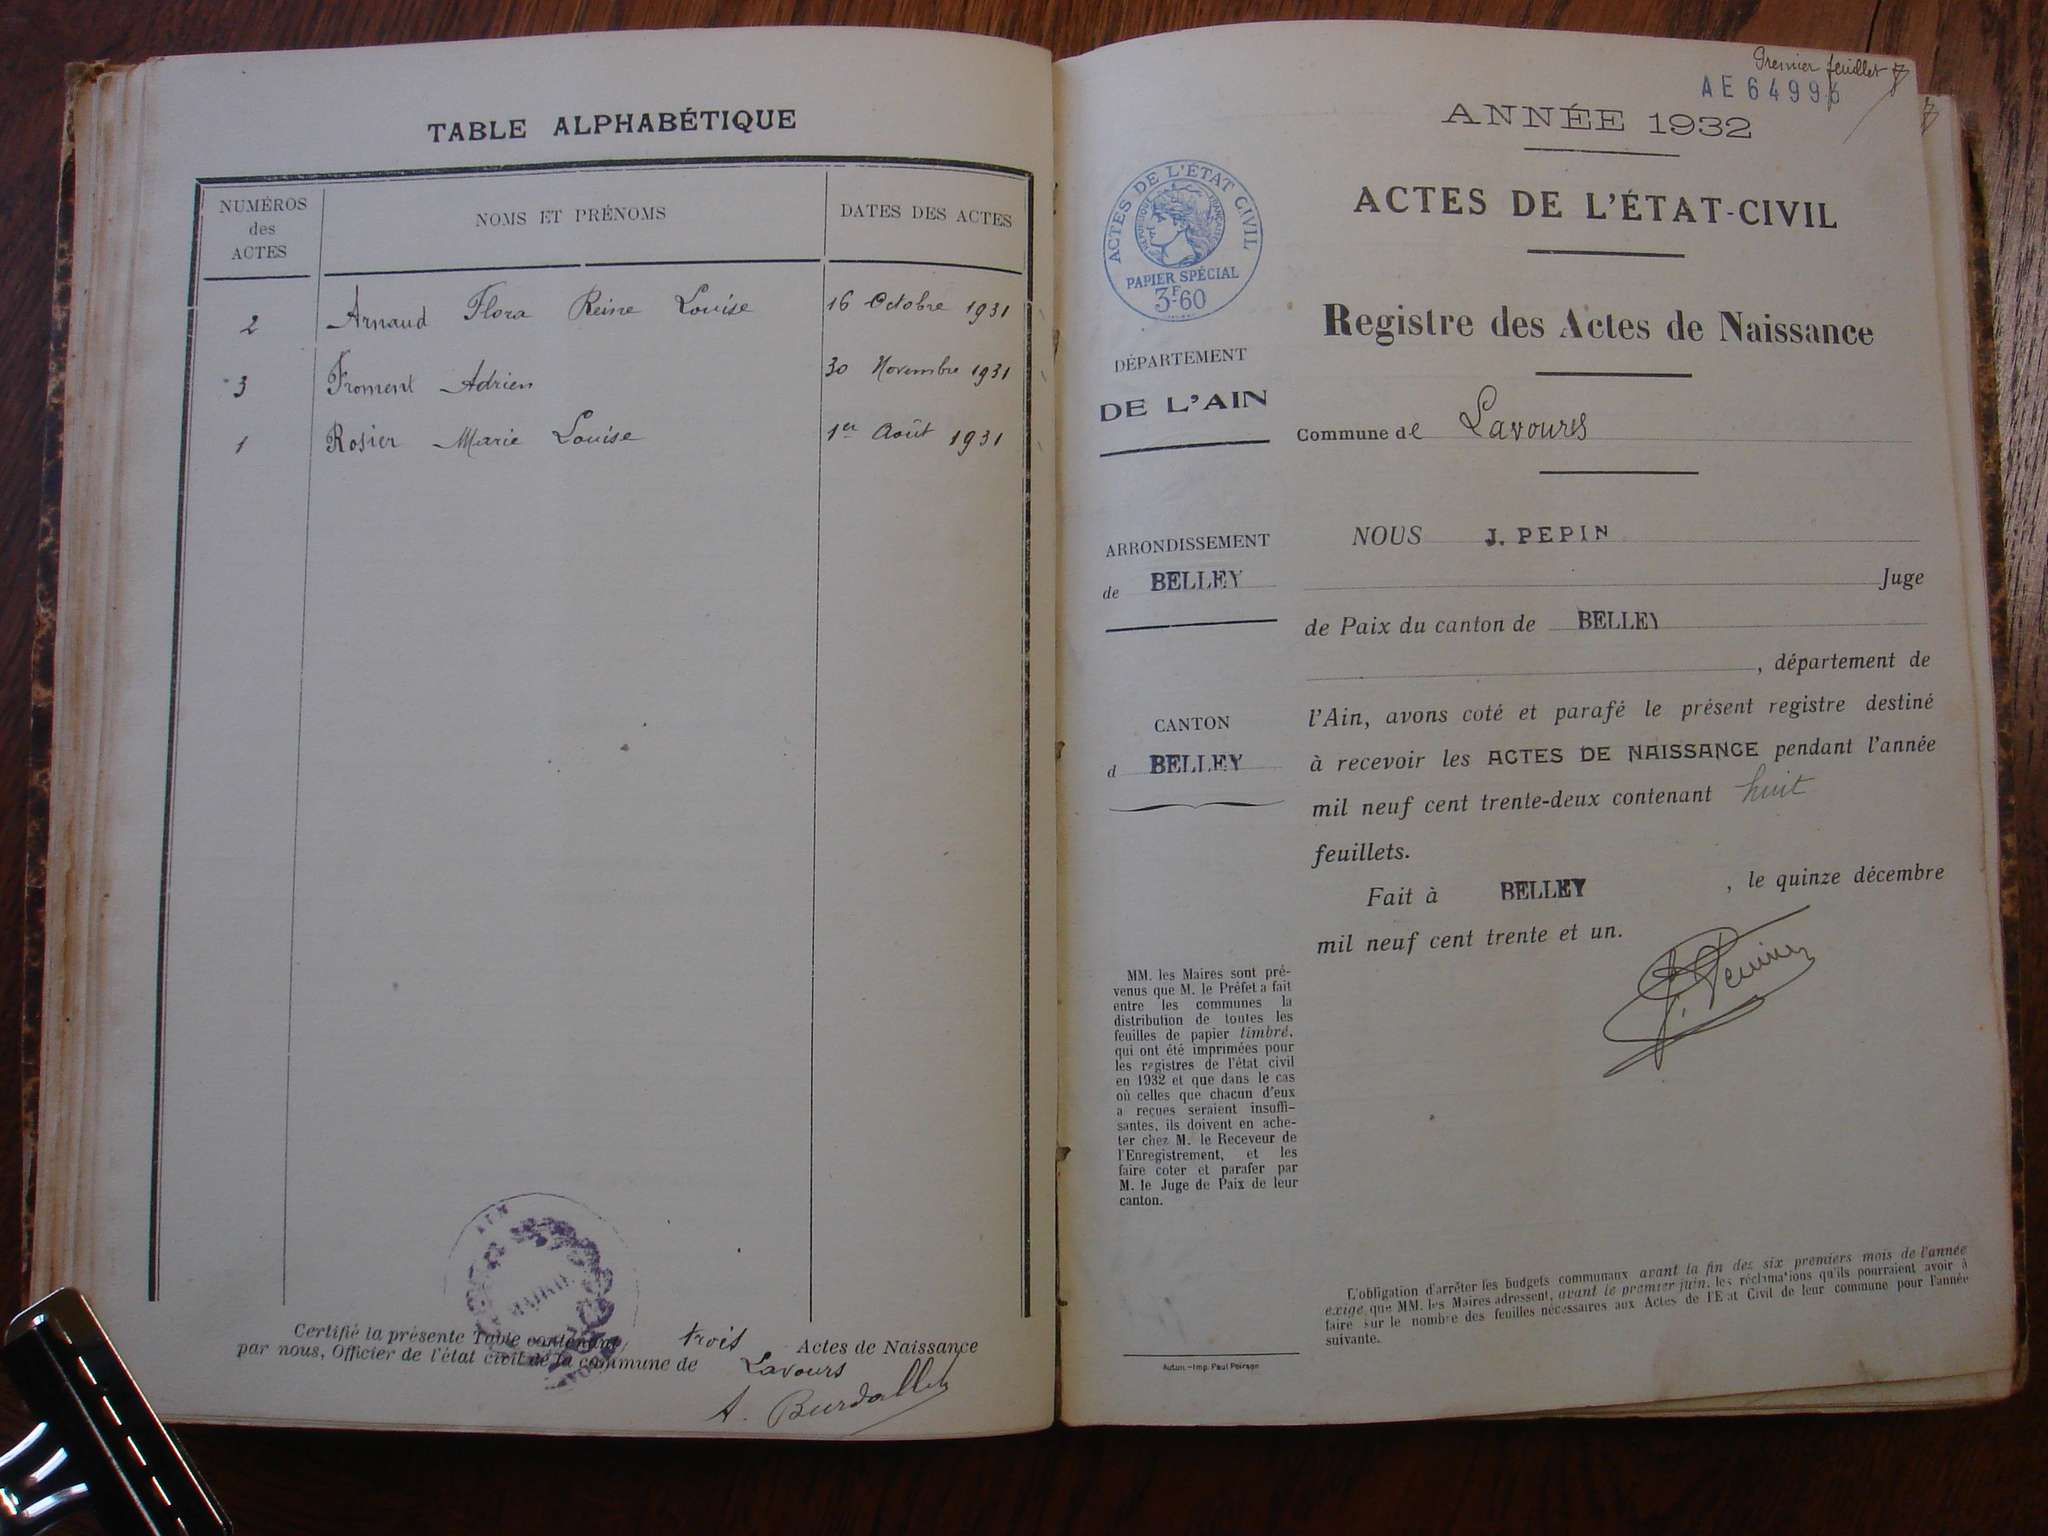 TABLE ALPHABÉTIQUE
NUMÉROS des ACTES
NOMS ET PRÉNOMS
DATES DES ACTES
2 Arnaud Flora Reine Louise 16 Octobre 1931
3 Froment Adrien 30 Novembre 1931
1 Rosier Marie Louise 1er Août 1931
AIN
MAIRIE
Certifié la présente Table contenant trois Actes de Naissance
par nous, Officier de l'état civil de la commune de Lavours
A. Burdallet
Premier feuillet
AE 64996
ANNÉE 1932
ACTES DE L'ÉTAT-CIVIL
Registre des Actes de Naissance
Commune de Lavours
ACTES DE L'ÉTAT CIVIL
RÉPUBLIQUE FRANÇAISE
PAPIER SPÉCIAL
3F60
DÉPARTEMENT
DE L'AIN
ARRONDISSEMENT
de BELLEY
CANTON
d BELLEY
NOUS J. PEPIN
Juge
de Paix du canton de BELLEY
, département de
l'Ain, avons coté et parafé le présent registre destiné
à recevoir les ACTES DE NAISSANCE pendant l'année
mil neuf cent trente-deux contenant huit
feuillets.
Fait à BELLEY , le quinze décembre
mil neuf cent trente et un.
MM. les Maires sont pré-
venus que M. le Préfet a fait
entre les communes la
distribution de toutes les
feuilles de papier timbré,
qui ont été imprimées pour
les registres de l'état civil
en 1932 et que dans le cas
où celles que chacun d'eux
a reçues seraient insuffi-
santes, ils doivent en ache-
ter chez M. le Receveur de
l'Enregistrement, et les
faire coter et parafer par
M. le Juge de Paix de leur
canton.
L'obligation d'arrêter les budgets communaux avant la fin des six premiers mois de l'année
exige que MM. les Maires adressent, avant le premier juin, les réclamations qu'ils pourraient avoir à
faire sur le nombre des feuilles nécessaires aux Actes de l'Etat Civil de leur commune pour l'année
suivante.
Autun.-Imp. Paul Poirson